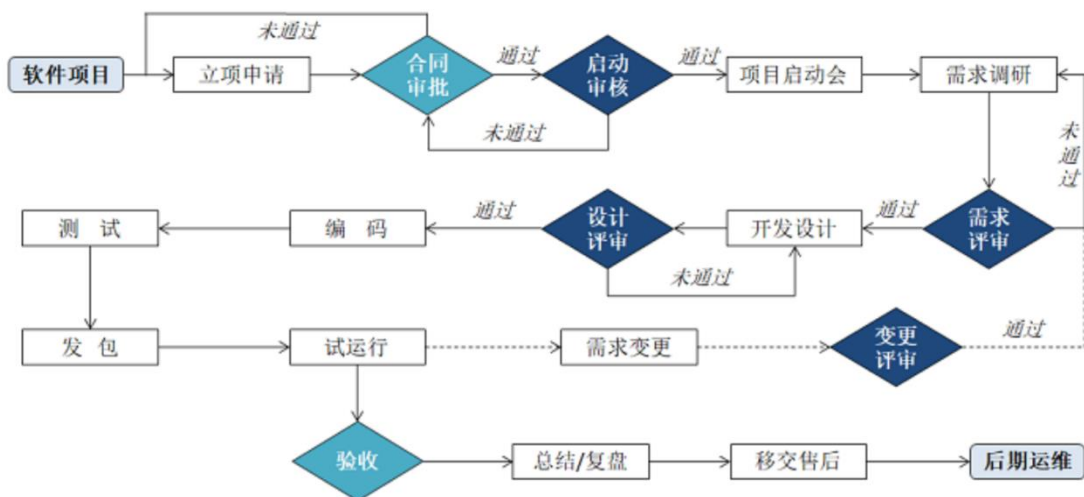 未通过
软件项目
立项申请
合同
审批
通过
启动
审核
通过
项目启动会
需求调研
未通过
未
通
过
测 试
编 码
通过
设计
评审
开发设计
通过
需求
评审
未通过
发 包
试运行
需求变更
变更
评审
通过
验收
总结/复盘
移交售后
后期运维